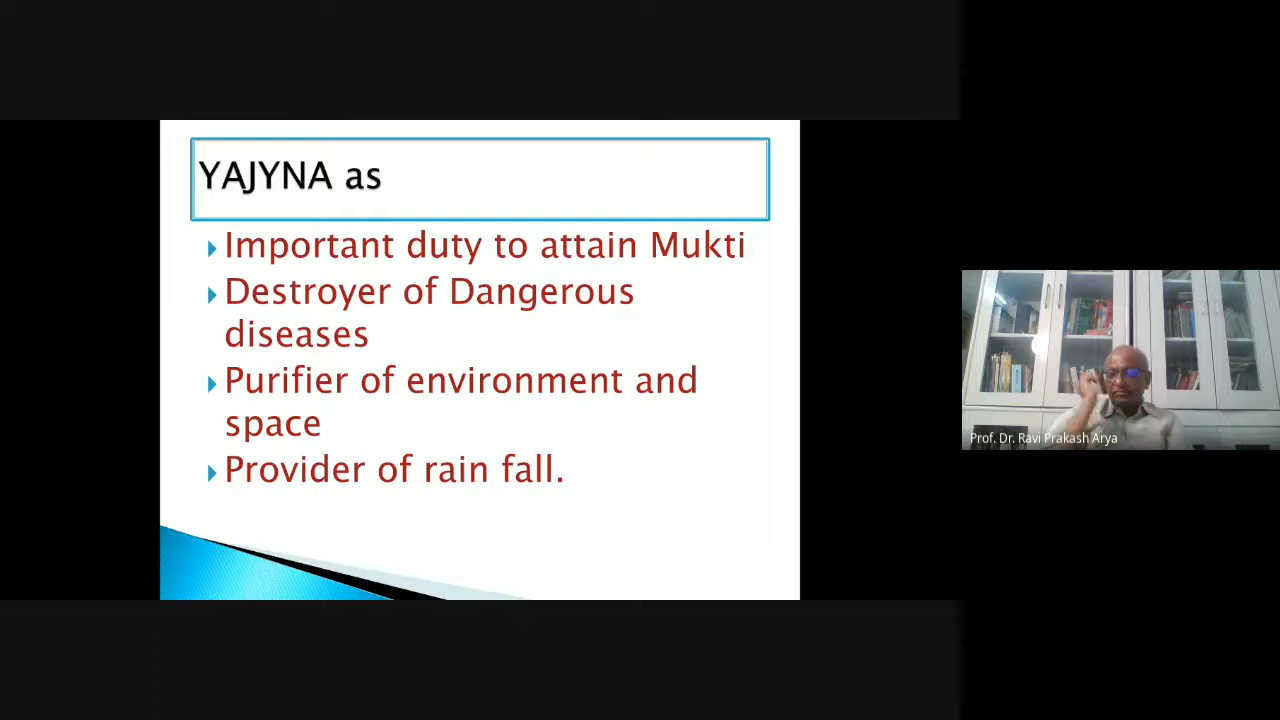 YAJYNA as
Important duty to attain Mukti
Destroyer of Dangerous
diseases
Purifier of environment and
space
Provider of rain fall.
Prof. Dr. Ravi Prakash Arya